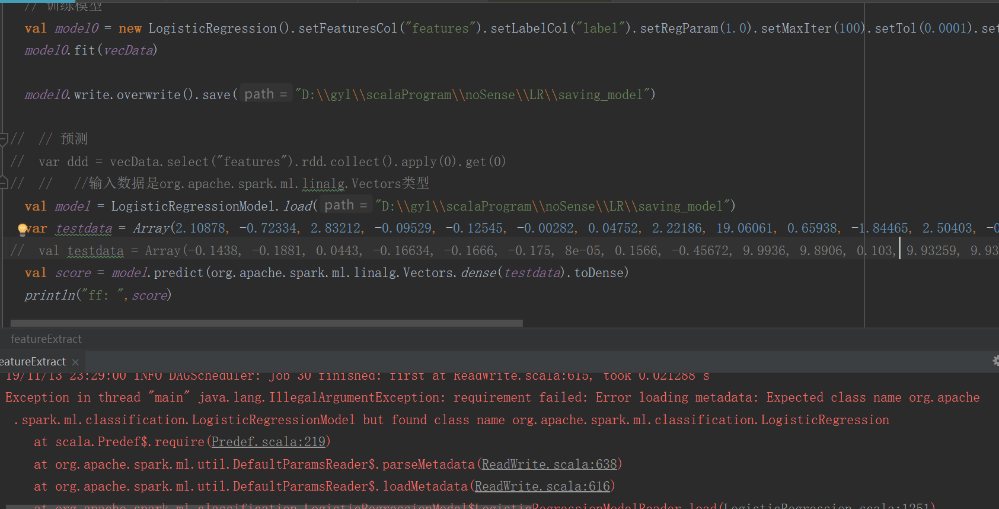 // 训练模型
val model0 = new LogisticRegression().setFeaturesCol("features").setLabelCol("label").setRegParam(1.0).setMaxIter(100).setTol(0.0001).set
model0.fit(vecData)
model0.write.overwrite().save( path = "D:\\gyl\\scalaProgram\\noSense\\LR\\saving_model")
//  // 预测
//  var ddd = vecData.select("features").rdd.collect().apply(0).get(0)
//  //   //输入数据是org.apache.spark.ml.linalg.Vectors类型
val model = LogisticRegressionModel.load( path = "D:\\gyl\\scalaProgram\\noSense\\LR\\saving_model")
var testdata = Array(2.10878, -0.72334, 2.83212, -0.09529, -0.12545, -0.00282, 0.04752, 2.22186, 19.06061, 0.65938, -1.84465, 2.50403, -0
//  val testdata = Array(-0.1438, -0.1881, 0.0443, -0.16634, -0.1666, -0.175, 8e-05, 0.1566, -0.45672, 9.9936, 9.8906, 0.103, 9.93259, 9.93
val score = model.predict(org.apache.spark.ml.linalg.Vectors.dense(testdata).toDense)
println("ff: ",score)
featureExtract
eatureExtract ×
19/11/13 23:29:00 INFO DAGScheduler: Job 30 finished: first at ReadWrite.scala:615, took 0.021288 s
Exception in thread "main" java.lang.IllegalArgumentException: requirement failed: Error loading metadata: Expected class name org.apache
.spark.ml.classification.LogisticRegressionModel but found class name org.apache.spark.ml.classification.LogisticRegression
at scala.Predef$.require(Predef.scala:219)
at org.apache.spark.ml.util.DefaultParamsReader$.parseMetadata(ReadWrite.scala:638)
at org.apache.spark.ml.util.DefaultParamsReader$.loadMetadata(ReadWrite.scala:616)
at org.apache.spark.ml.classification.LogisticRegressionModel$LogisticRegressionModelReader.load(LogisticRegression.scala:1251)